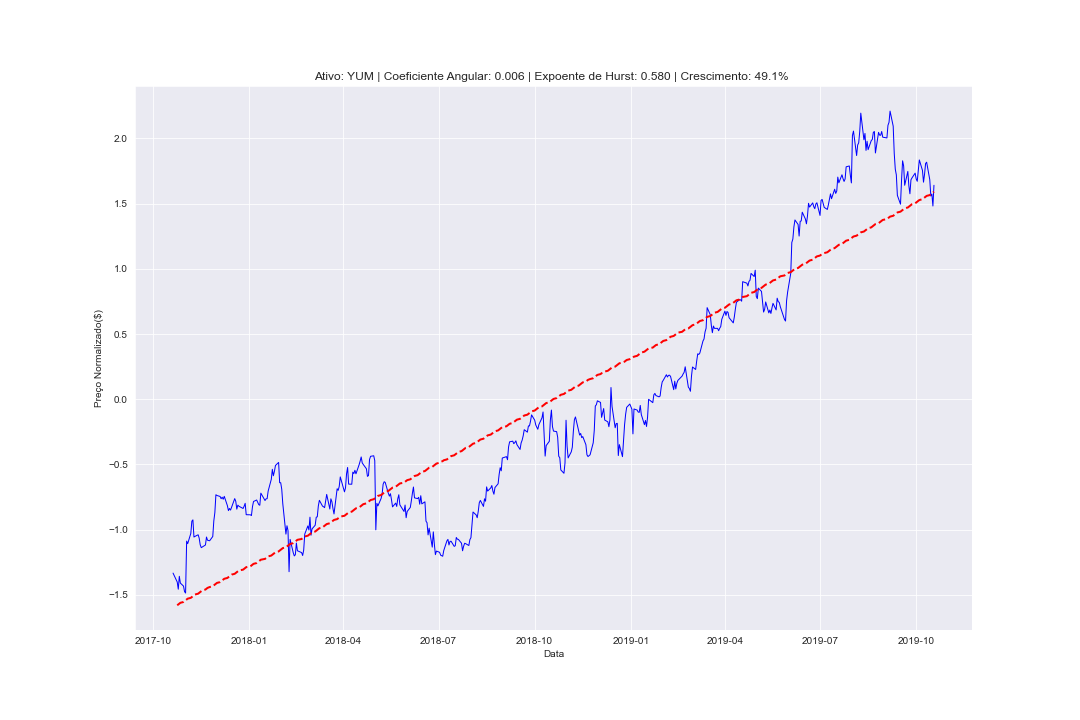 Ativo: YUM | Coeficiente Angular: 0.006 | Expoente de Hurst: 0.580 | Crescimento: 49.1%
Preço Normalizado($)
2.0
1.5
1.0
0.5
0.0
−0.5
−1.0
−1.5
2017-10 2018-01 2018-04 2018-07 2018-10 2019-01 2019-04 2019-07 2019-10
Data